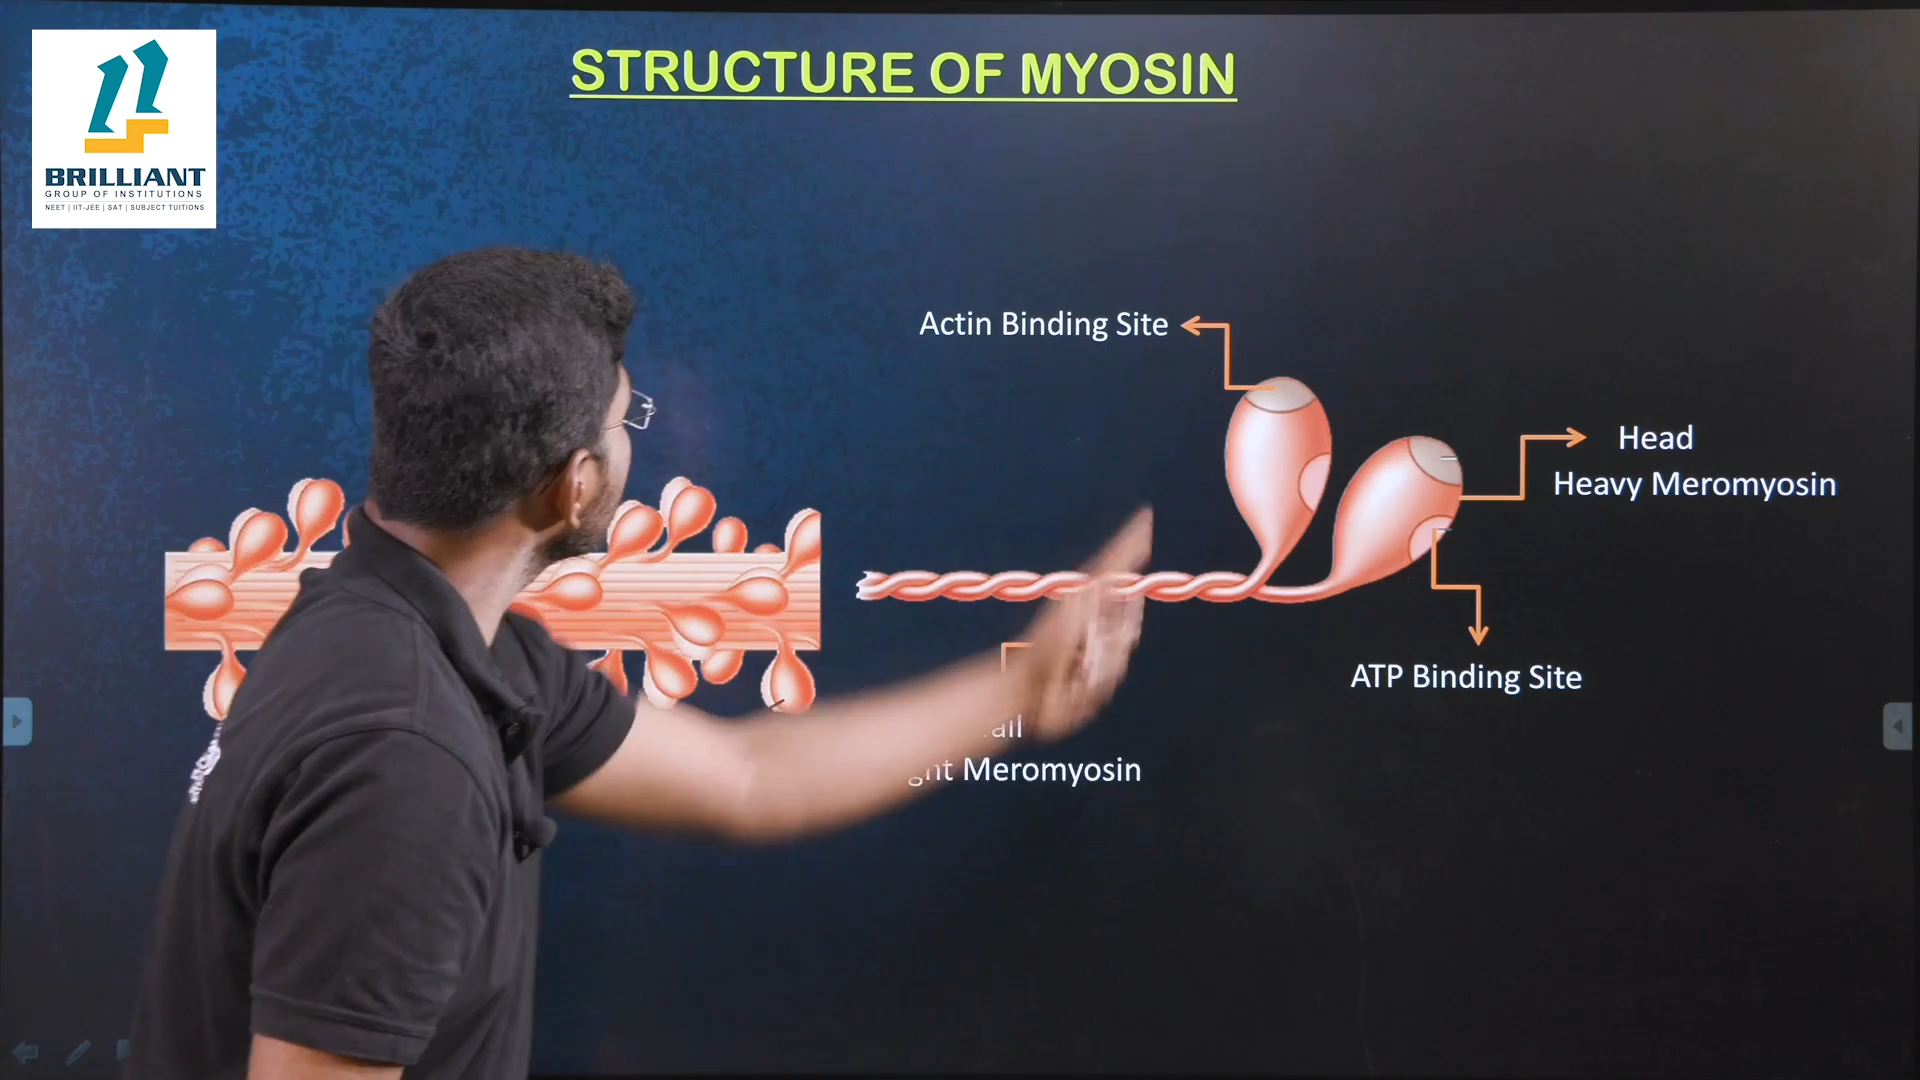 BRILLIANT
GROUP OF INSTITUTIONS
NEET | IIT-JEE | SAT | SUBJECT TUITIONS
STRUCTURE OF MYOSIN
Actin Binding Site
Head
Heavy Meromyosin
ATP Binding Site
Meromyosin